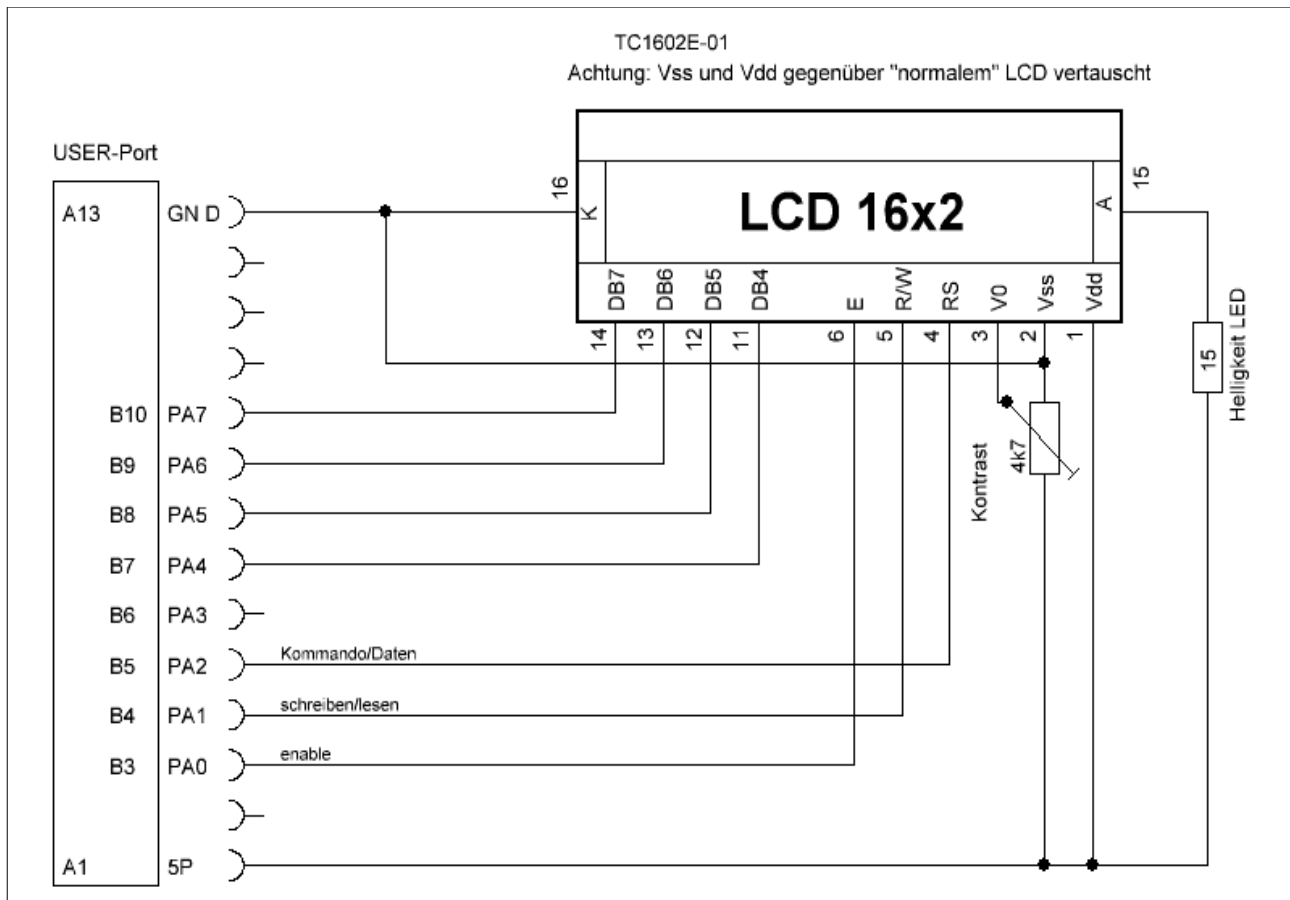 TC1602E-01
Achtung: Vss und Vdd gegenüber "normalem" LCD vertauscht
USER-Port
16
15
K
LCD 16x2
A
A13 GN D
DB7 DB6 DB5 DB4 E R/W RS V0 Vss Vdd
14 13 12 11 6 5 4 3 2 1
15
Helligkeit LED
Kontrast
4k7
B10 PA7
B9 PA6
B8 PA5
B7 PA4
B6 PA3
B5 PA2 Kommando/Daten
B4 PA1 schreiben/lesen
B3 PA0 enable
A1 5P